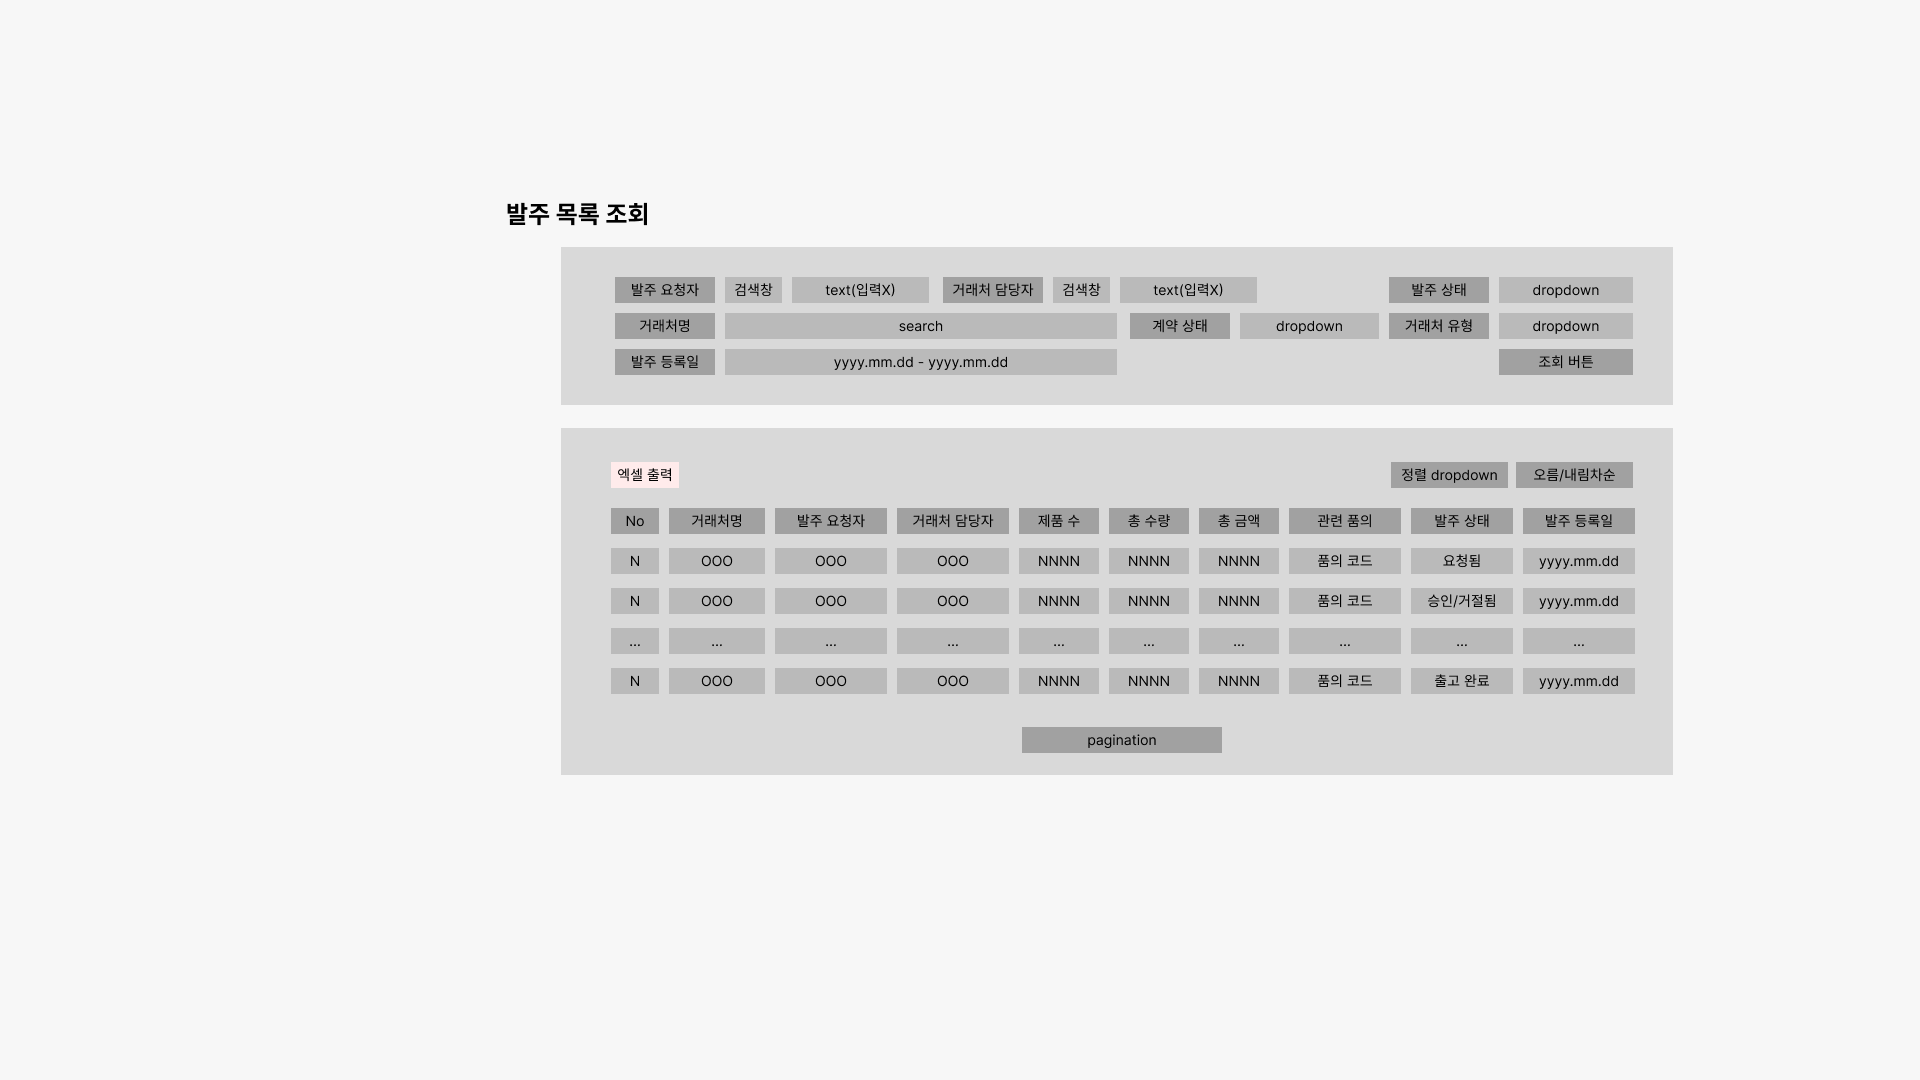 발주 목록 조회
발주 요청자 검색창 text(입력X) 거래처 담당자 검색창 text(입력X) 발주 상태 dropdown
거래처명 search 계약 상태 dropdown 거래처 유형 dropdown
발주 등록일 yyyy.mm.dd - yyyy.mm.dd 조회 버튼
엑셀 출력 정렬 dropdown 오름/내림차순
No 거래처명 발주 요청자 거래처 담당자 제품 수 총 수량 총 금액 관련 품의 발주 상태 발주 등록일
N OOO OOO OOO NNNN NNNN NNNN 품의 코드 요청됨 yyyy.mm.dd
N OOO OOO OOO NNNN NNNN NNNN 품의 코드 승인/거절됨 yyyy.mm.dd
... ... ... ... ... ... ... ... ... ...
N OOO OOO OOO NNNN NNNN NNNN 품의 코드 출고 완료 yyyy.mm.dd
pagination